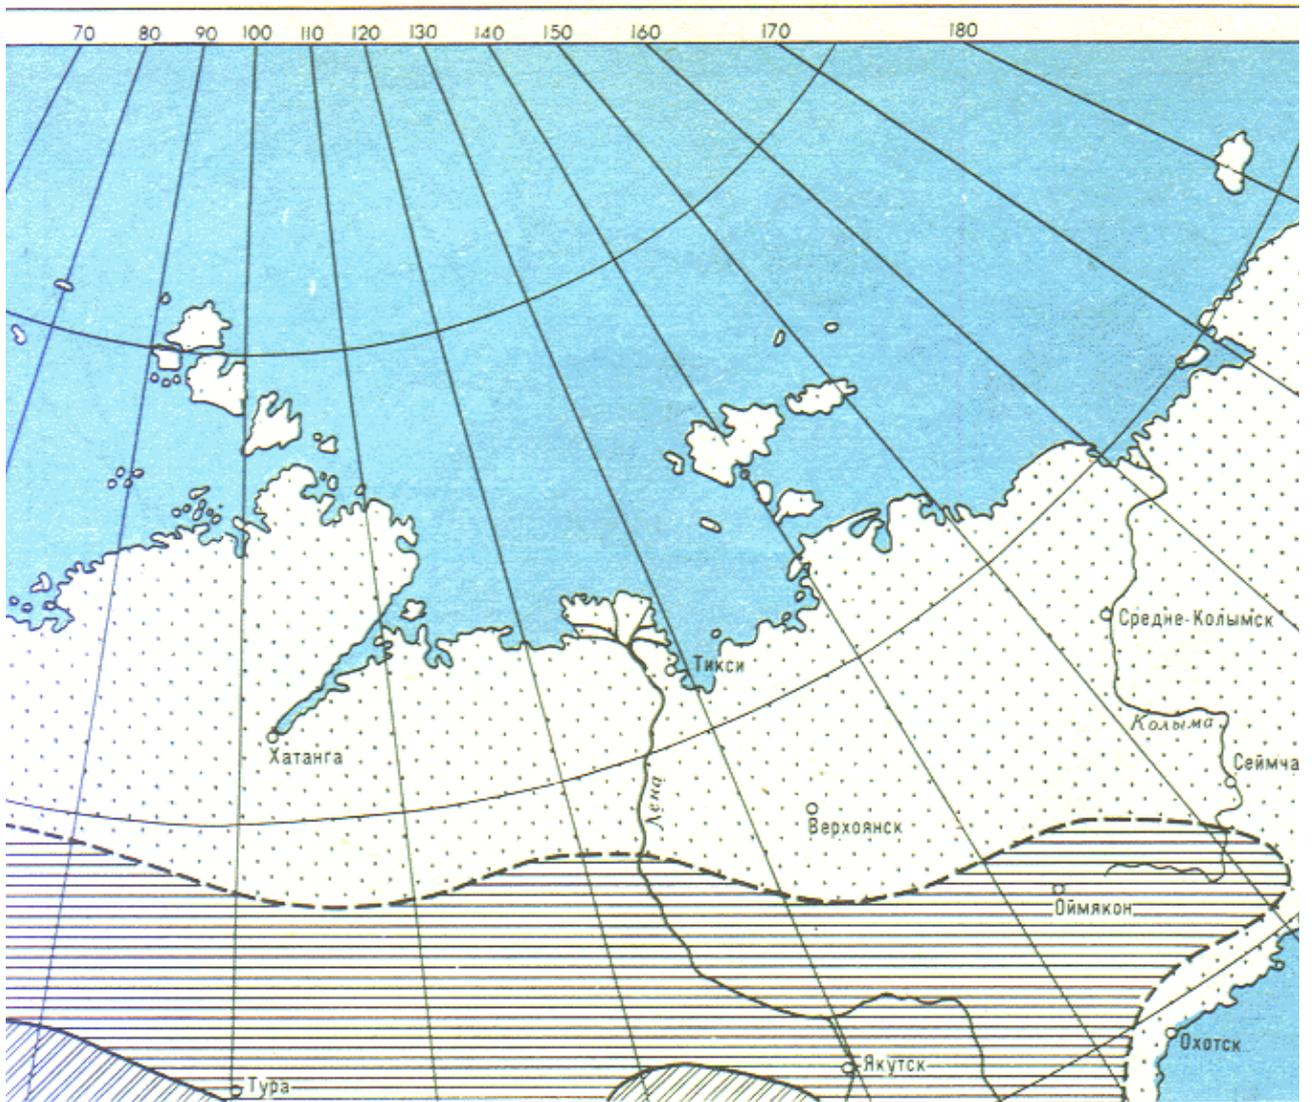 70 80 90 100 110 120 130 140 150 160 170 180
Средне-Колымск
Тикси
Колыма
Хатанга
Сеймча
Лена
Верхоянск
Оймякон
Охотск
Якутск
Тура